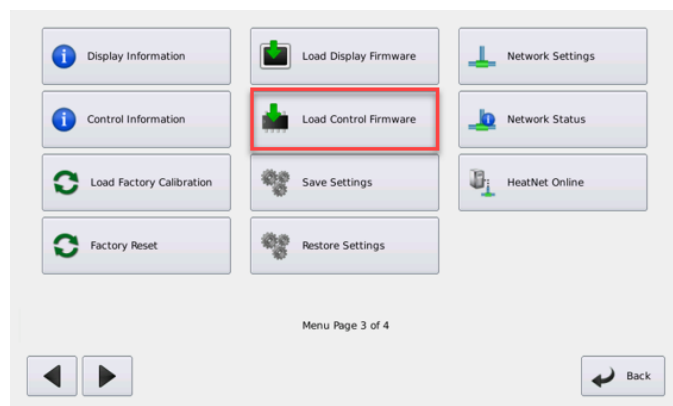 Display Information
Load Display Firmware
Network Settings
Control Information
Load Control Firmware
Network Status
Load Factory Calibration
Save Settings
HeatNet Online
Factory Reset
Restore Settings
Menu Page 3 of 4
Back